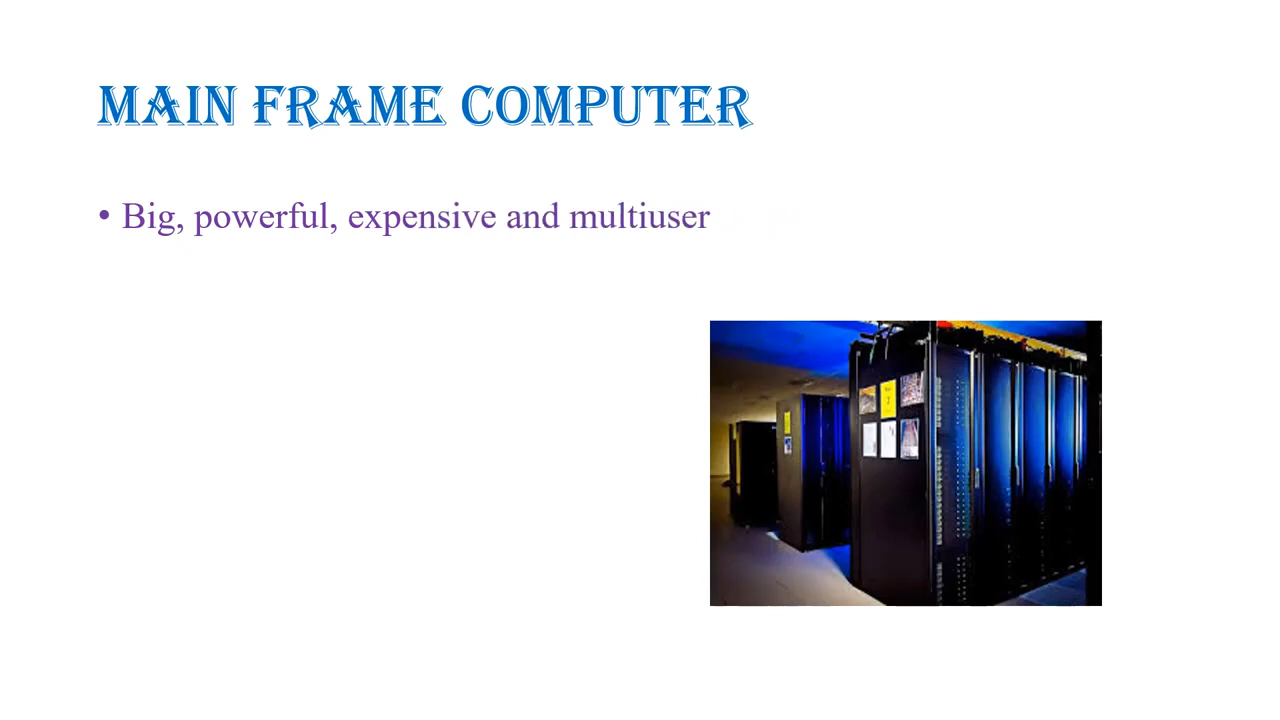 MAIN FRAME COMPUTER
• Big, powerful, expensive and multiuser